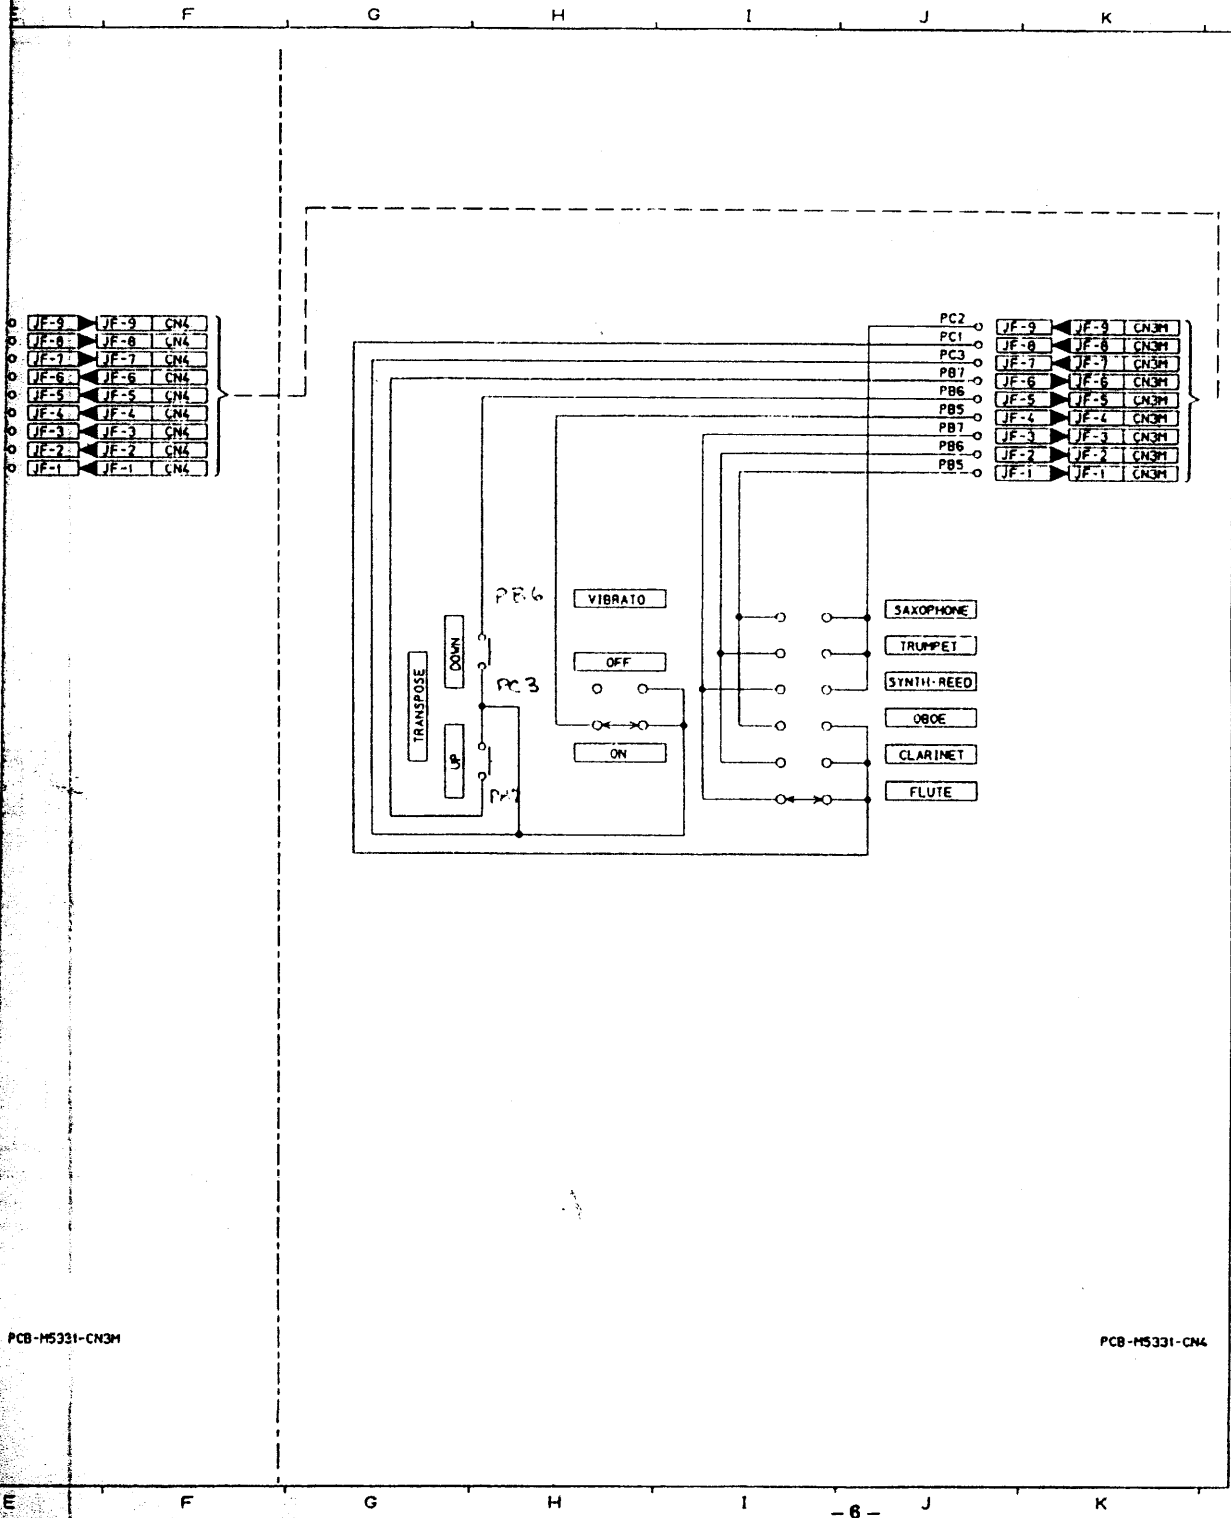 E F G H I J K
JF-9 JF-9 CN4
JF-8 JF-8 CN4
JF-7 JF-7 CN4
JF-6 JF-6 CN4
JF-5 JF-5 CN4
JF-4 JF-4 CN4
JF-3 JF-3 CN4
JF-2 JF-2 CN4
JF-1 JF-1 CN4
PC2 JF-9 JF-9 CN3M
PC1 JF-8 JF-8 CN3M
PC3 JF-7 JF-7 CN3M
PB7 JF-6 JF-6 CN3M
PB6 JF-5 JF-5 CN3M
PB5 JF-4 JF-4 CN3M
PB7 JF-3 JF-3 CN3M
PB6 JF-2 JF-2 CN3M
PB5 JF-1 JF-1 CN3M
TRANSPOSE
DOWN
UP
PB6
PC3
PB7
VIBRATO
OFF
ON
SAXOPHONE
TRUMPET
SYNTH-REED
OBOE
CLARINET
FLUTE
PCB-M5331-CN3M
PCB-M5331-CN4
E F G H I J K
– 6 –